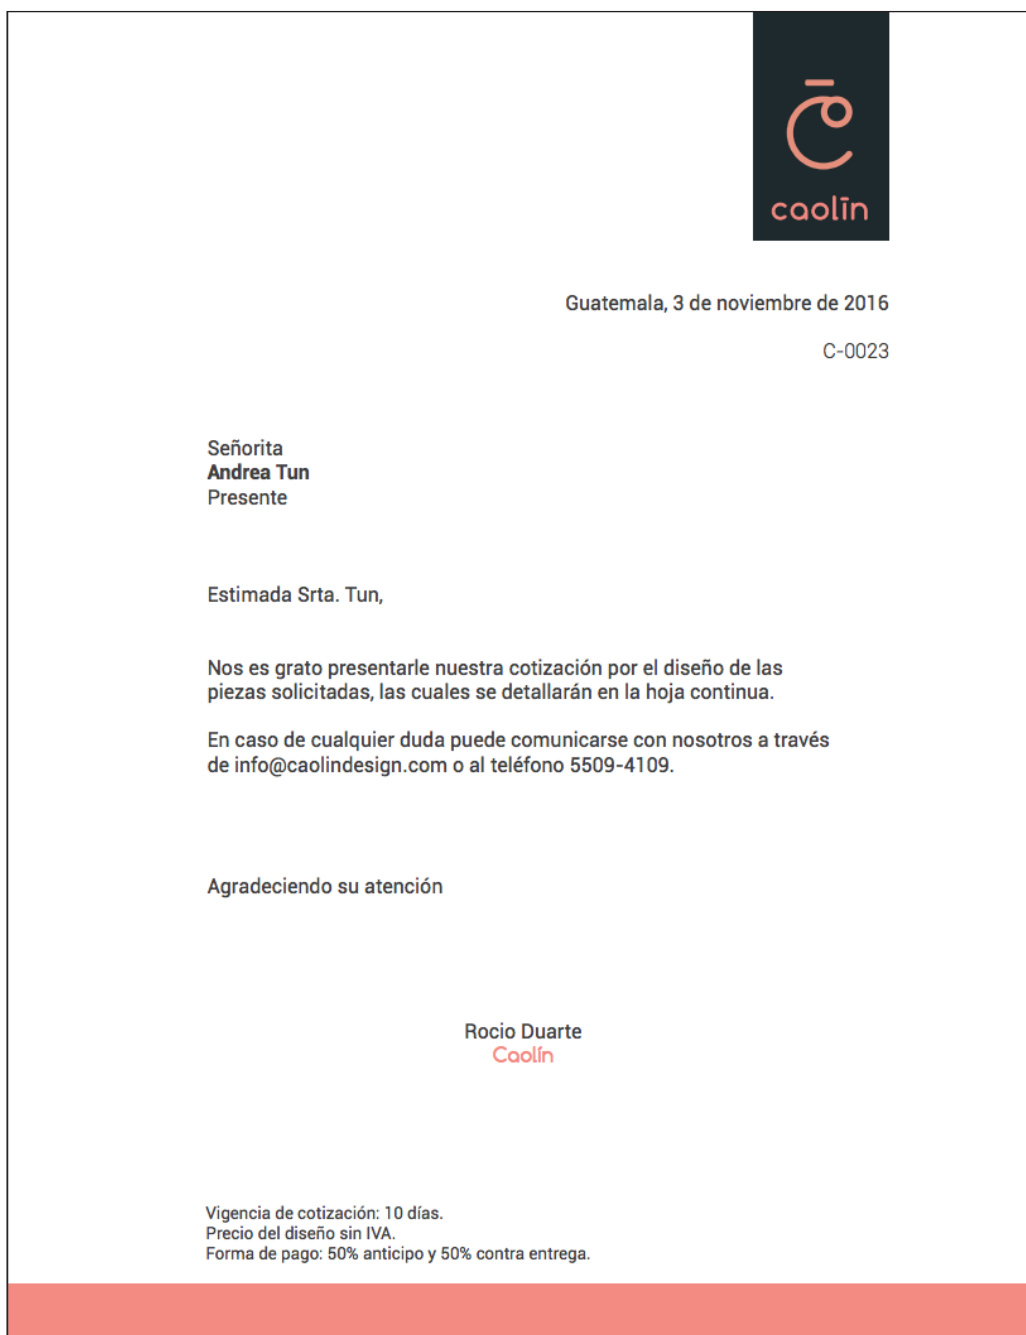 caolīn
Guatemala, 3 de noviembre de 2016
C-0023
Señorita
Andrea Tun
Presente
Estimada Srta. Tun,
Nos es grato presentarle nuestra cotización por el diseño de las
piezas solicitadas, las cuales se detallarán en la hoja continua.
En caso de cualquier duda puede comunicarse con nosotros a través
de info@caolindesign.com o al teléfono 5509-4109.
Agradeciendo su atención
Rocio Duarte
Caolín
Vigencia de cotización: 10 días.
Precio del diseño sin IVA.
Forma de pago: 50% anticipo y 50% contra entrega.